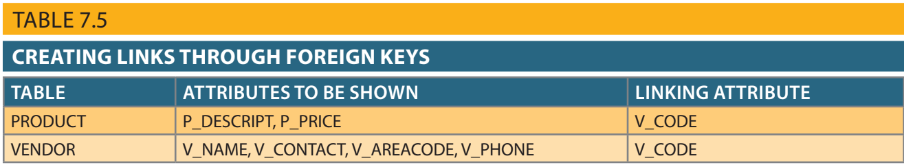 TABLE 7.5
CREATING LINKS THROUGH FOREIGN KEYS
TABLE ATTRIBUTES TO BE SHOWN LINKING ATTRIBUTE
PRODUCT P_DESCRIPT, P_PRICE V_CODE
VENDOR V_NAME, V_CONTACT, V_AREACODE, V_PHONE V_CODE